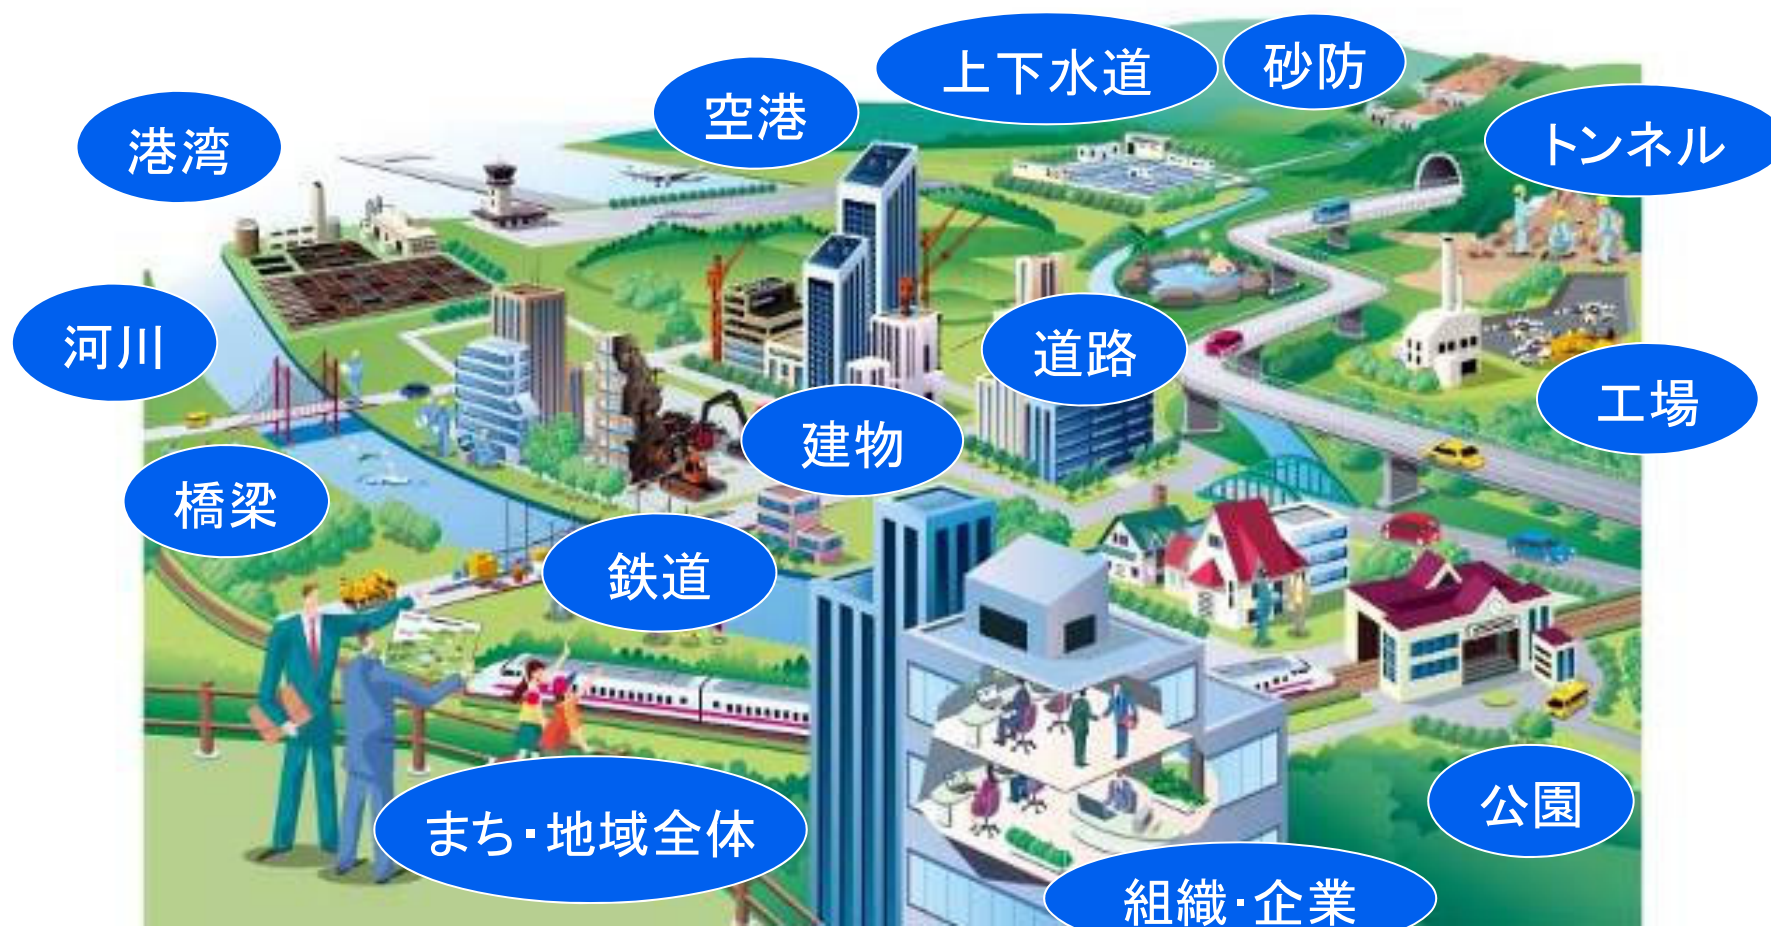 上下水道
砂防
空港
港湾
トンネル
河川
道路
工場
建物
橋梁
鉄道
公園
まち・地域全体
組織・企業